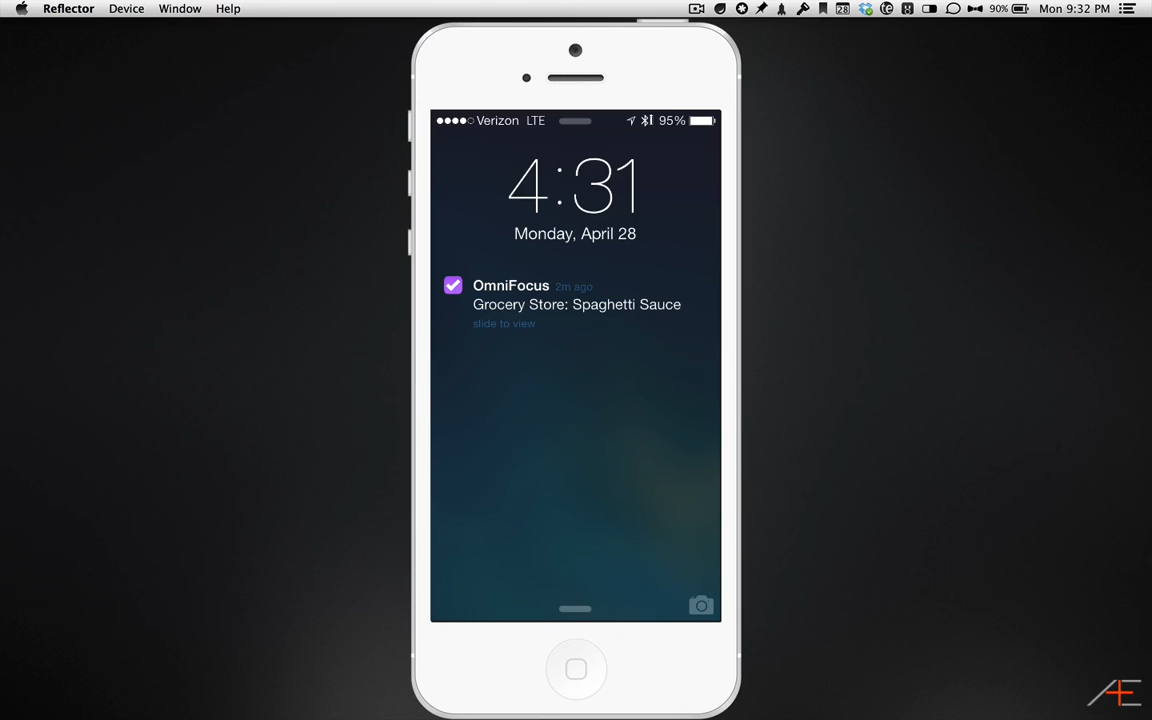 Reflector Device Window Help 28 90% Mon 9:32 PM
Verizon LTE 95%
4:31
Monday, April 28
OmniFocus 2m ago
Grocery Store: Spaghetti Sauce
slide to view
Æ